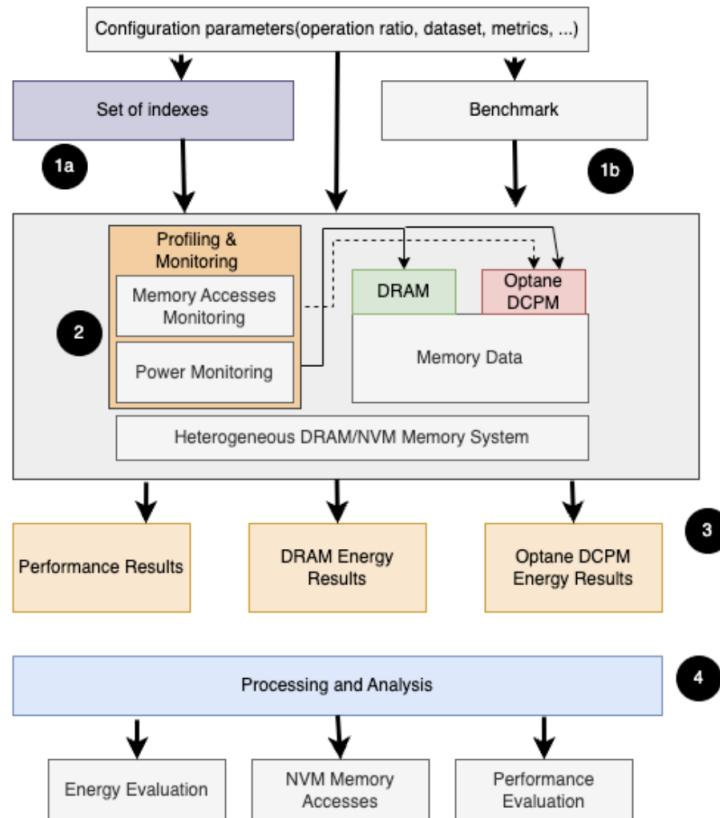 Configuration parameters(operation ratio, dataset, metrics, ...)
Set of indexes
Benchmark
1a
1b
Profiling &
Monitoring
Memory Accesses
Monitoring
Power Monitoring
2
DRAM
Optane
DCPM
Memory Data
Heterogeneous DRAM/NVM Memory System
Performance Results
DRAM Energy
Results
Optane DCPM
Energy Results
3
Processing and Analysis
4
Energy Evaluation
NVM Memory
Accesses
Performance
Evaluation